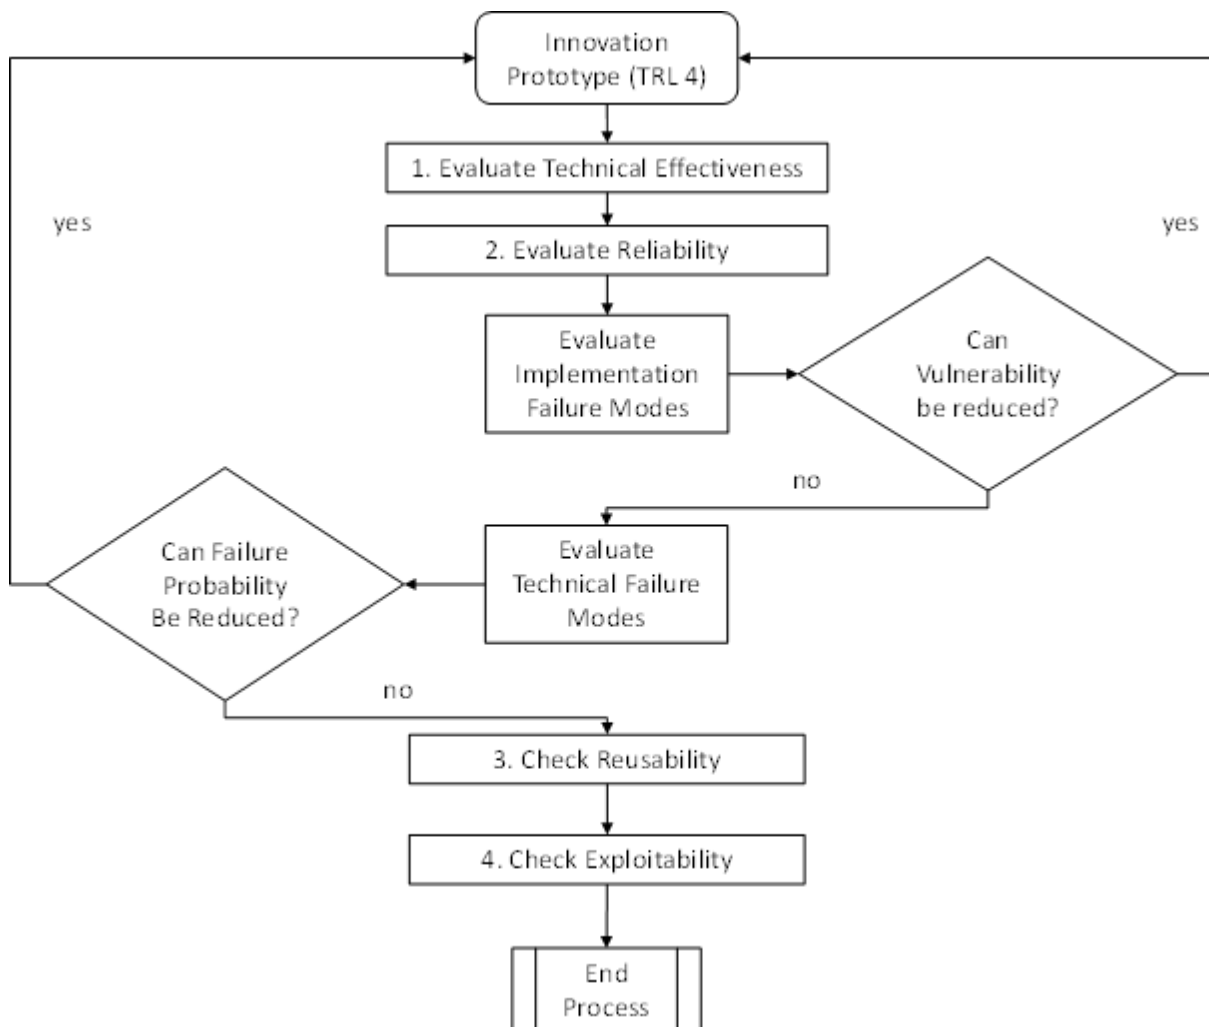 Innovation
Prototype (TRL 4)
1. Evaluate Technical Effectiveness
yes
yes
2. Evaluate Reliability
Evaluate
Implementation
Failure Modes
Can
Vulnerability
be reduced?
no
Evaluate
Technical Failure
Modes
Can Failure
Probability
Be Reduced?
no
3. Check Reusability
4. Check Exploitability
End
Process